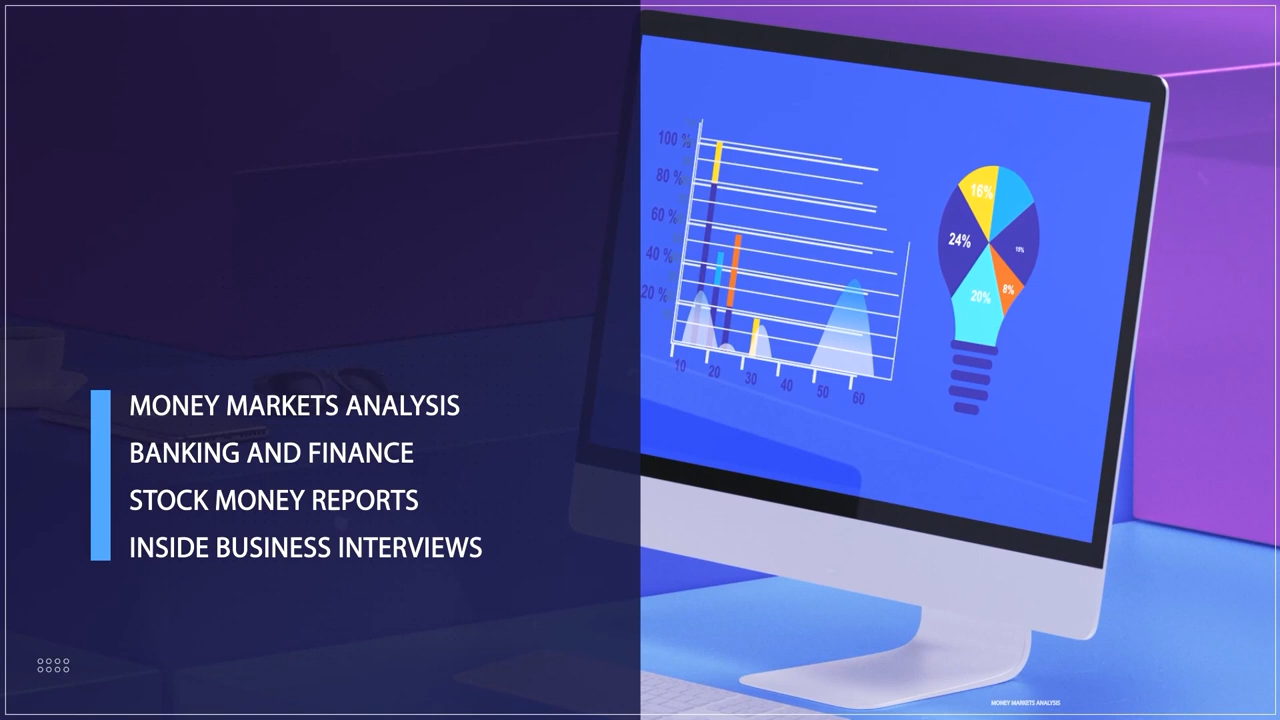 MONEY MARKETS ANALYSIS
BANKING AND FINANCE
STOCK MONEY REPORTS
INSIDE BUSINESS INTERVIEWS
100 %
80 %
60 %
40 %
20 %
10 20 30 40 50 60
16%
24%
15%
8%
20%
MONEY MARKETS ANALYSIS